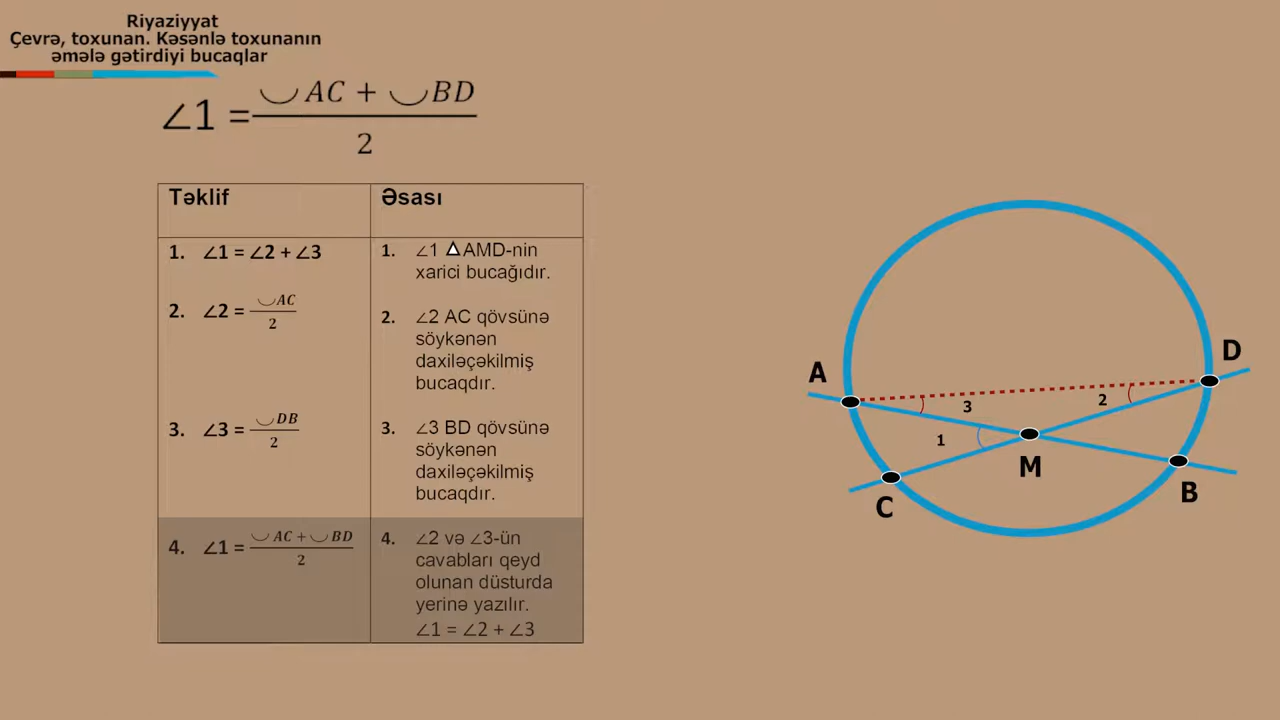 Riyaziyyat
Çevrə, toxunan. Kəsənlə toxunanın
əmələ gətirdiyi bucaqlar
∠1 = (◡ AC + ◡ BD) / 2
Təklif
Əsası
1. ∠1 = ∠2 + ∠3
1. ∠1 △AMD-nin
xarici bucağıdır.
2. ∠2 = ◡AC / 2
2. ∠2 AC qövsünə
söykənən
daxiləçəkilmiş
bucaqdır.
3. ∠3 = ◡DB / 2
3. ∠3 BD qövsünə
söykənən
daxiləçəkilmiş
bucaqdır.
4. ∠1 = (◡ AC + ◡ BD) / 2
4. ∠2 və ∠3-ün
cavabları qeyd
olunan düsturda
yerinə yazılır.
∠1 = ∠2 + ∠3
D
A
2
3
1
M
B
C